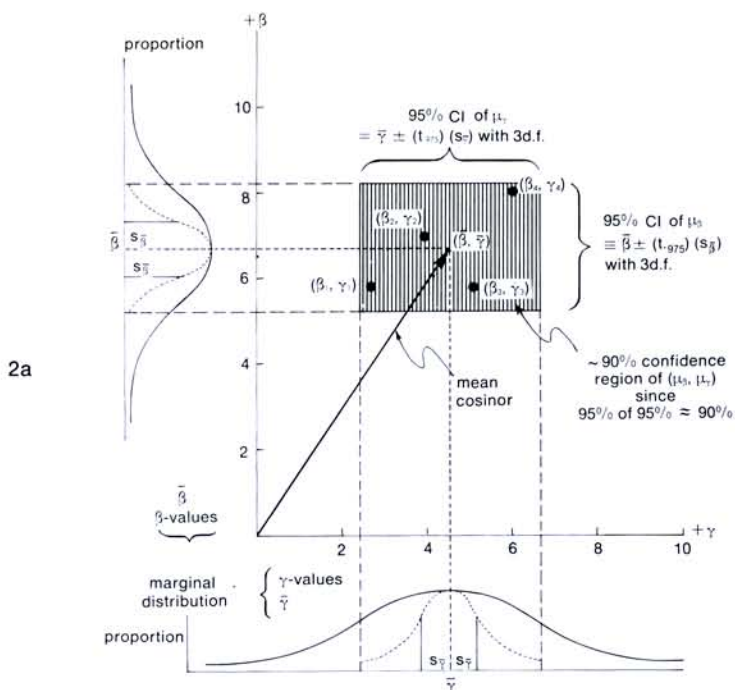 +β
proportion
10
8
6
4
2
95% CI of μγ
= γ̄ ± (t.975) (sγ̄) with 3d.f.
(β4, γ4)
(β2, γ2)
(β̄, γ̄)
(β1, γ1)
(β3, γ3)
β̄
sβ̄
sβ̄
95% CI of μβ
≡ β̄ ± (t.975) (sβ̄)
with 3d.f.
2a
mean
cosinor
~90% confidence
region of (μβ, μγ)
since
95% of 95% ≈ 90%
β̄
β-values
+γ
2
4
6
8
10
marginal
distribution
γ-values
γ̄
proportion
sγ̄
sγ̄
γ̄